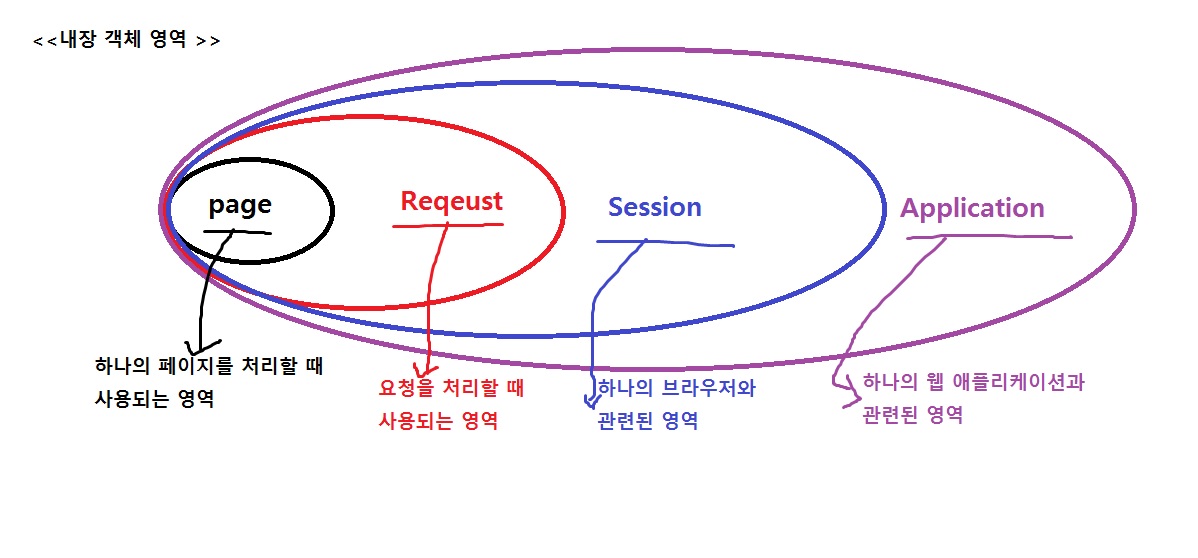 <<내장 객체 영역 >>
page
Reqeust
Session
Application
하나의 페이지를 처리할 때
사용되는 영역
요청을 처리할 때
사용되는 영역
하나의 브라우저와
관련된 영역
하나의 웹 애플리케이션과
관련된 영역